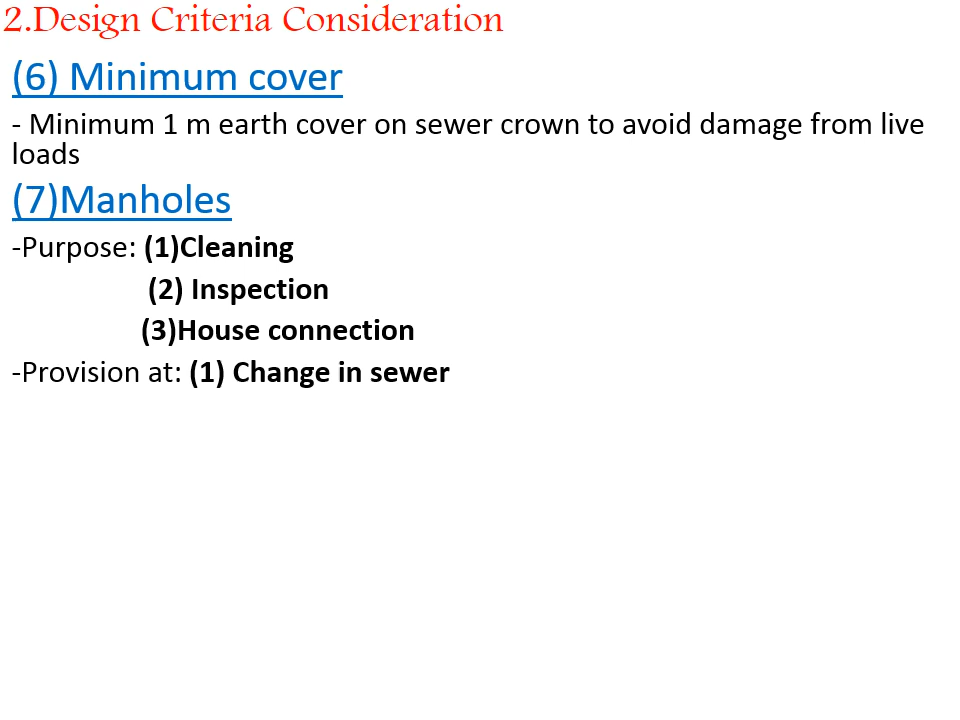 2.Design Criteria Consideration
(6) Minimum cover
- Minimum 1 m earth cover on sewer crown to avoid damage from live
loads
(7)Manholes
-Purpose: (1)Cleaning
(2) Inspection
(3)House connection
-Provision at: (1) Change in sewer